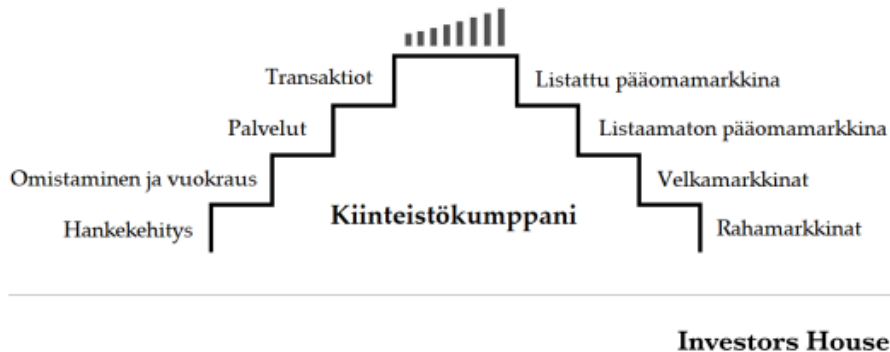 Transaktiot
Listattu pääomamarkkina
Palvelut
Listaamaton pääomamarkkina
Omistaminen ja vuokraus
Velkamarkkinat
Hankekehitys
Kiinteistökumppani
Rahamarkkinat
Investors House